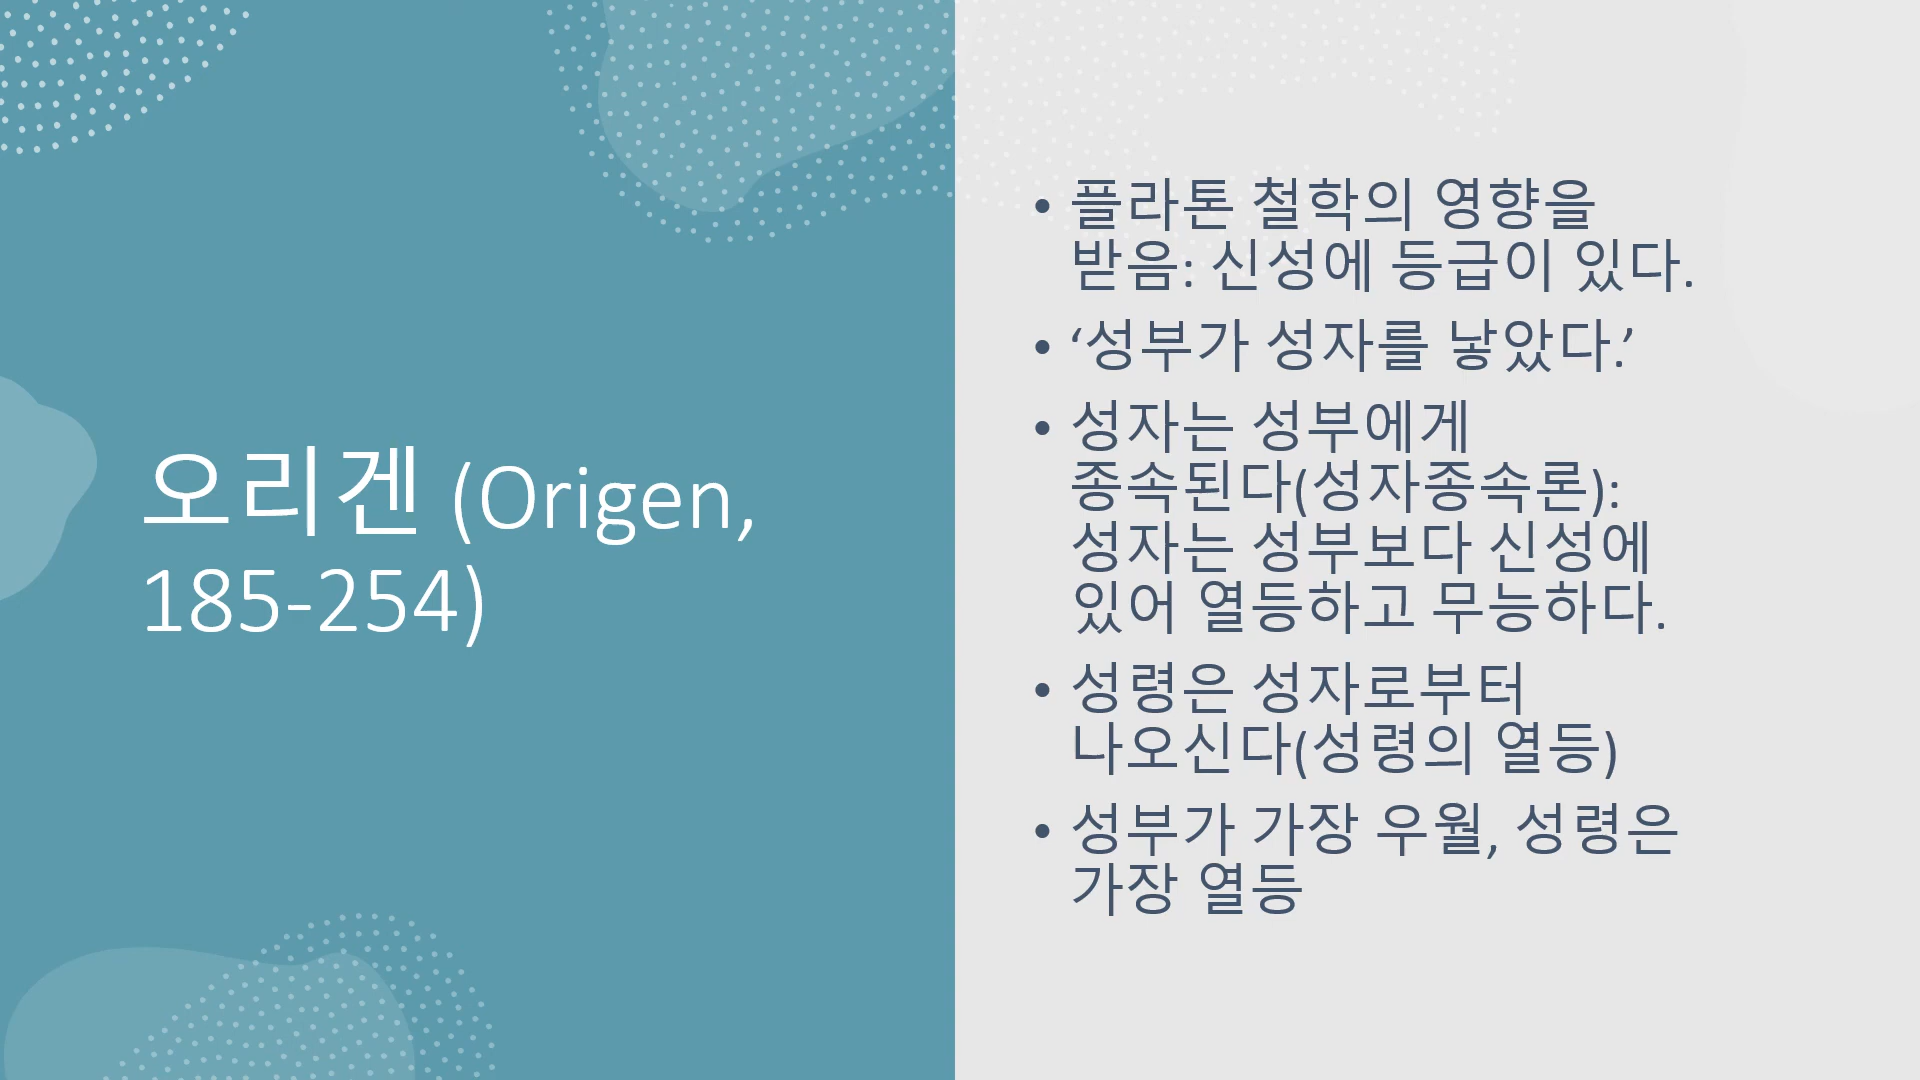 오리겐 (Origen,
185-254)
• 플라톤 철학의 영향을
받음: 신성에 등급이 있다.
• ‘성부가 성자를 낳았다.’
• 성자는 성부에게
종속된다(성자종속론):
성자는 성부보다 신성에
있어 열등하고 무능하다.
• 성령은 성자로부터
나오신다(성령의 열등)
• 성부가 가장 우월, 성령은
가장 열등